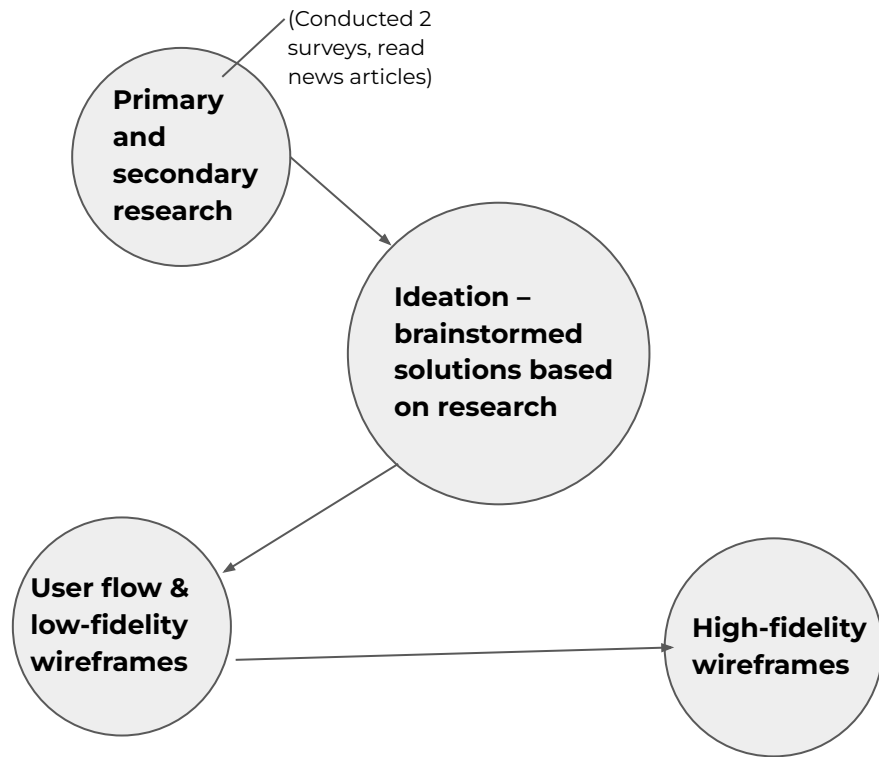 (Conducted 2
surveys, read
news articles)
Primary
and
secondary
research
Ideation –
brainstormed
solutions based
on research
User flow &
low-fidelity
wireframes
High-fidelity
wireframes